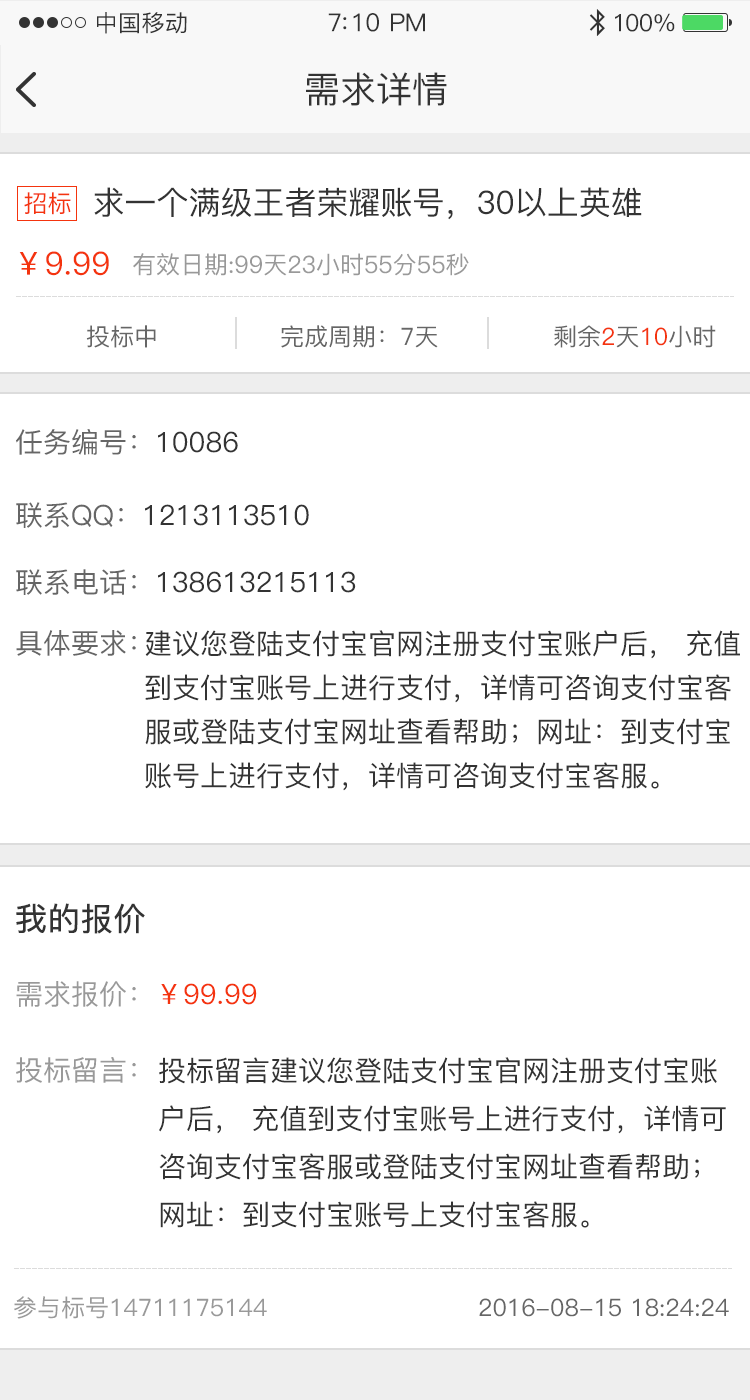 中国移动 7:10 PM 100%
需求详情
招标 求一个满级王者荣耀账号，30以上英雄
￥9.99 有效日期:99天23小时55分55秒
投标中 完成周期：7天 剩余2天10小时
任务编号：10086
联系QQ：1213113510
联系电话：138613215113
具体要求：建议您登陆支付宝官网注册支付宝账户后， 充值
到支付宝账号上进行支付，详情可咨询支付宝客
服或登陆支付宝网址查看帮助；网址：到支付宝
账号上进行支付，详情可咨询支付宝客服。
我的报价
需求报价：￥99.99
投标留言：投标留言建议您登陆支付宝官网注册支付宝账
户后， 充值到支付宝账号上进行支付，详情可
咨询支付宝客服或登陆支付宝网址查看帮助；
网址：到支付宝账号上支付宝客服。
参与标号14711175144 2016-08-15 18:24:24